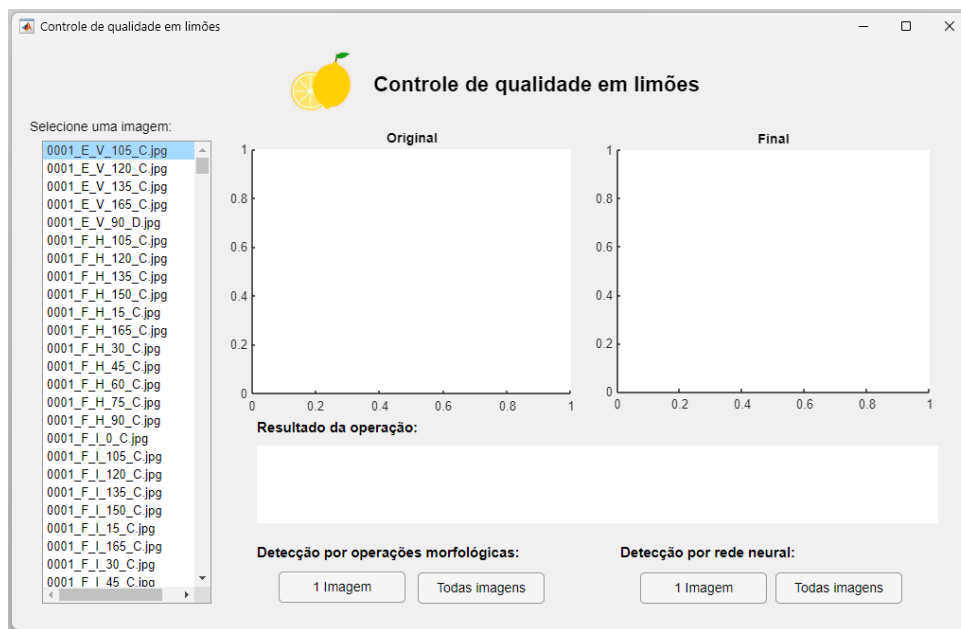 Controle de qualidade em limões
Controle de qualidade em limões
Selecione uma imagem:
0001_E_V_105_C.jpg
0001_E_V_120_C.jpg
0001_E_V_135_C.jpg
0001_E_V_165_C.jpg
0001_E_V_90_D.jpg
0001_F_H_105_C.jpg
0001_F_H_120_C.jpg
0001_F_H_135_C.jpg
0001_F_H_150_C.jpg
0001_F_H_15_C.jpg
0001_F_H_165_C.jpg
0001_F_H_30_C.jpg
0001_F_H_45_C.jpg
0001_F_H_60_C.jpg
0001_F_H_75_C.jpg
0001_F_H_90_C.jpg
0001_F_I_0_C.jpg
0001_F_I_105_C.jpg
0001_F_I_120_C.jpg
0001_F_I_135_C.jpg
0001_F_I_150_C.jpg
0001_F_I_15_C.jpg
0001_F_I_165_C.jpg
0001_F_I_30_C.jpg
0001_F_I_45_C.jpg
Original
1
0.8
0.6
0.4
0.2
0
0 0.2 0.4 0.6 0.8 1
Final
1
0.8
0.6
0.4
0.2
0
0 0.2 0.4 0.6 0.8 1
Resultado da operação:
Detecção por operações morfológicas:
1 Imagem Todas imagens
Detecção por rede neural:
1 Imagem Todas imagens